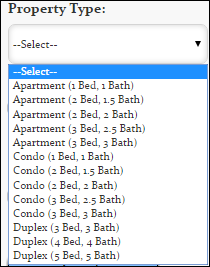 Property Type:
--Select--
--Select--
Apartment (1 Bed, 1 Bath)
Apartment (2 Bed, 1.5 Bath)
Apartment (2 Bed, 2 Bath)
Apartment (3 Bed, 2.5 Bath)
Apartment (3 Bed, 3 Bath)
Condo (1 Bed, 1 Bath)
Condo (2 Bed, 1.5 Bath)
Condo (2 Bed, 2 Bath)
Condo (3 Bed, 2.5 Bath)
Condo (3 Bed, 3 Bath)
Duplex (3 Bed, 3 Bath)
Duplex (4 Bed, 4 Bath)
Duplex (5 Bed, 5 Bath)